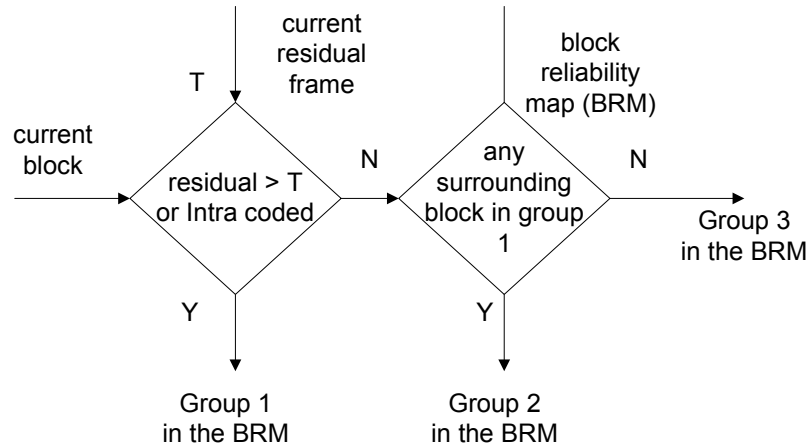 current
residual
frame
T
block
reliability
map (BRM)
current
block
residual > T
or Intra coded
N
any
surrounding
block in group
1
N
Group 3
in the BRM
Y
Y
Group 1
in the BRM
Group 2
in the BRM